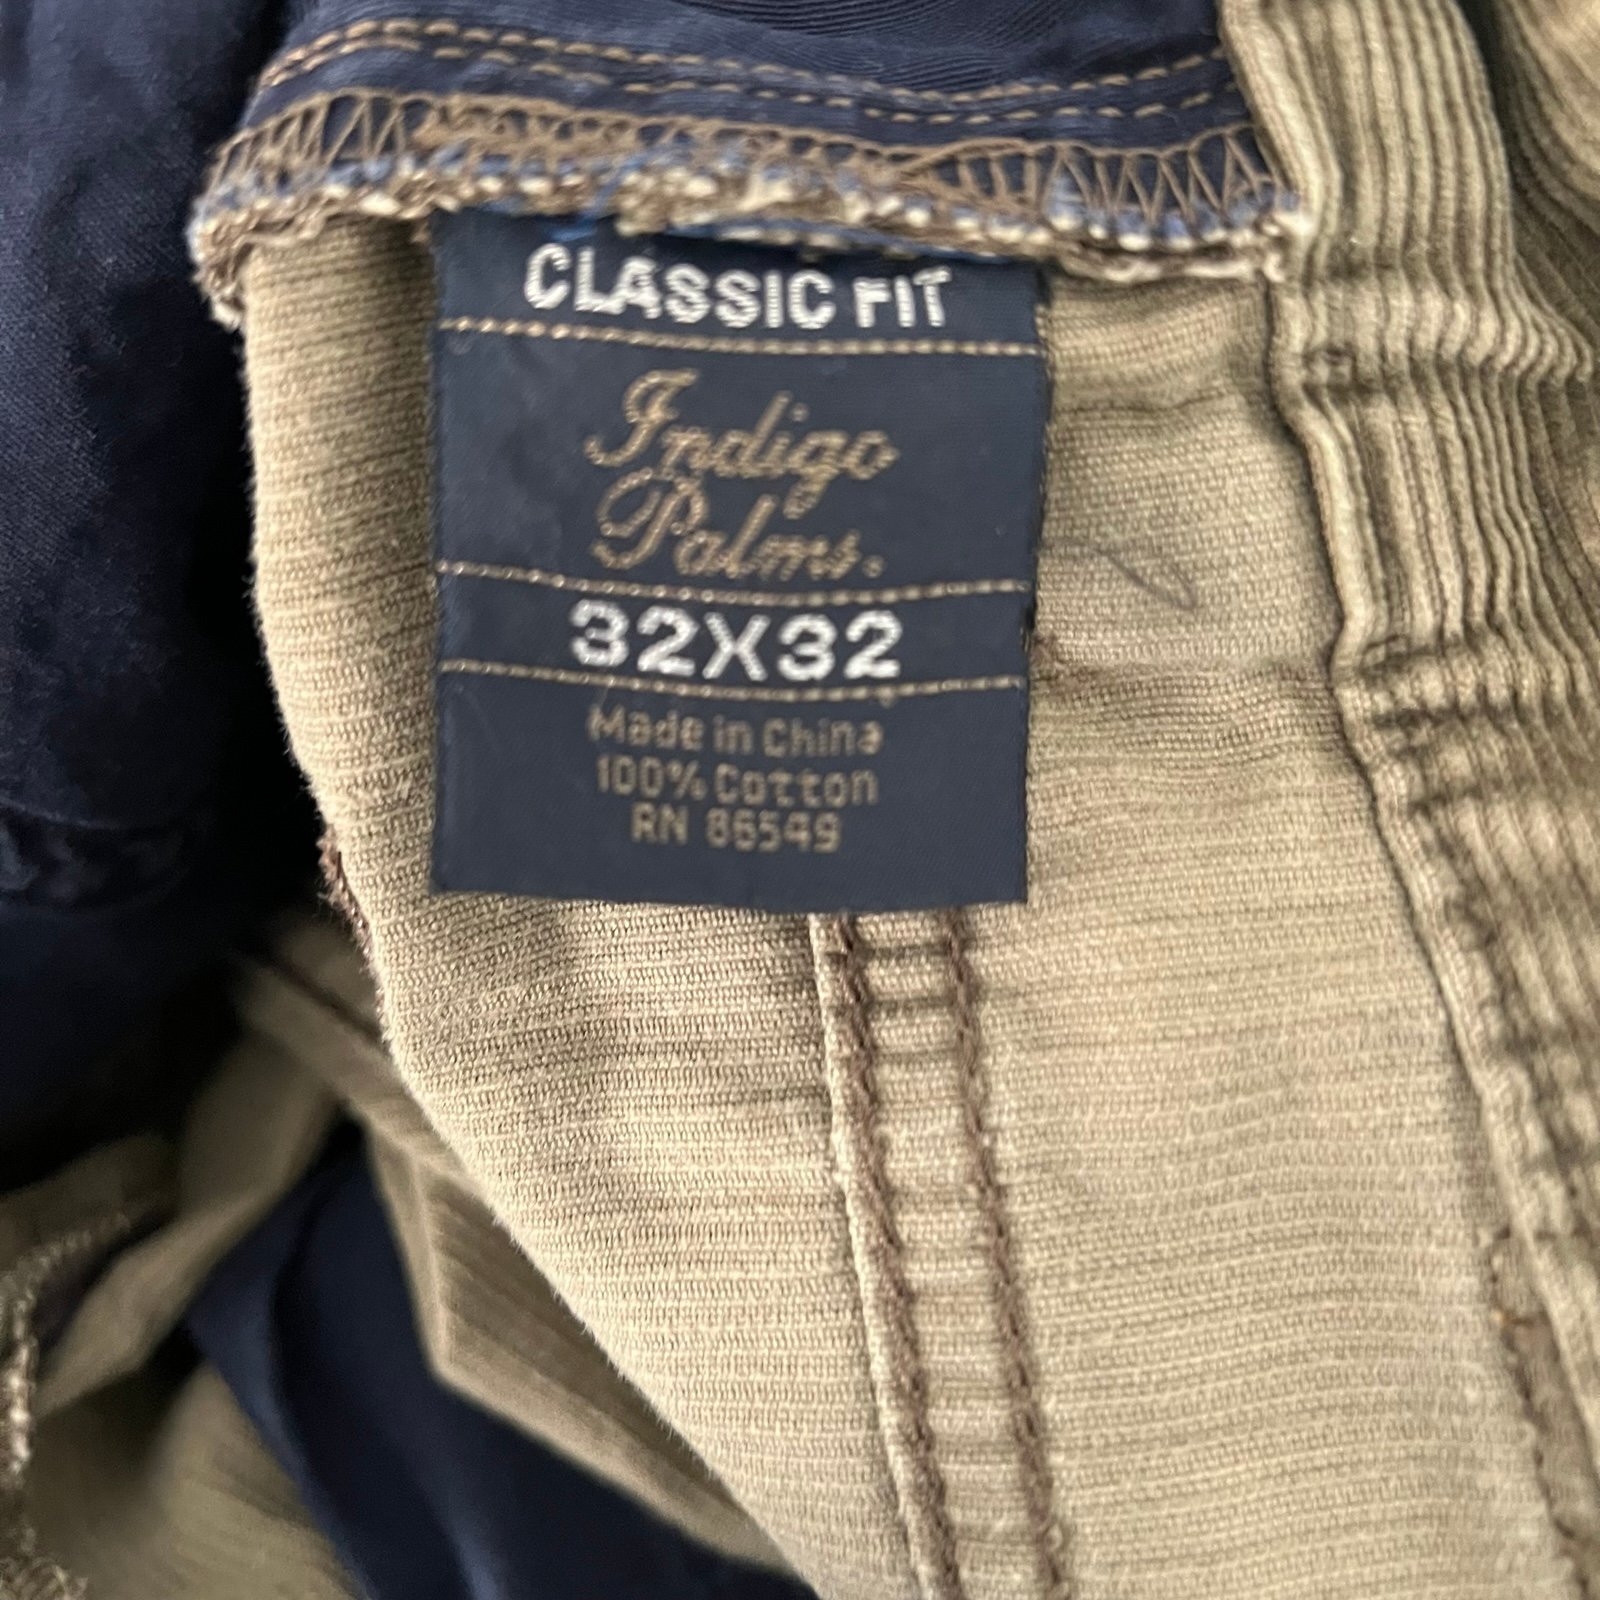 CLASSIC FIT
Indigo
Palms.
32X32
Made in China
100% Cotton
RN 86549